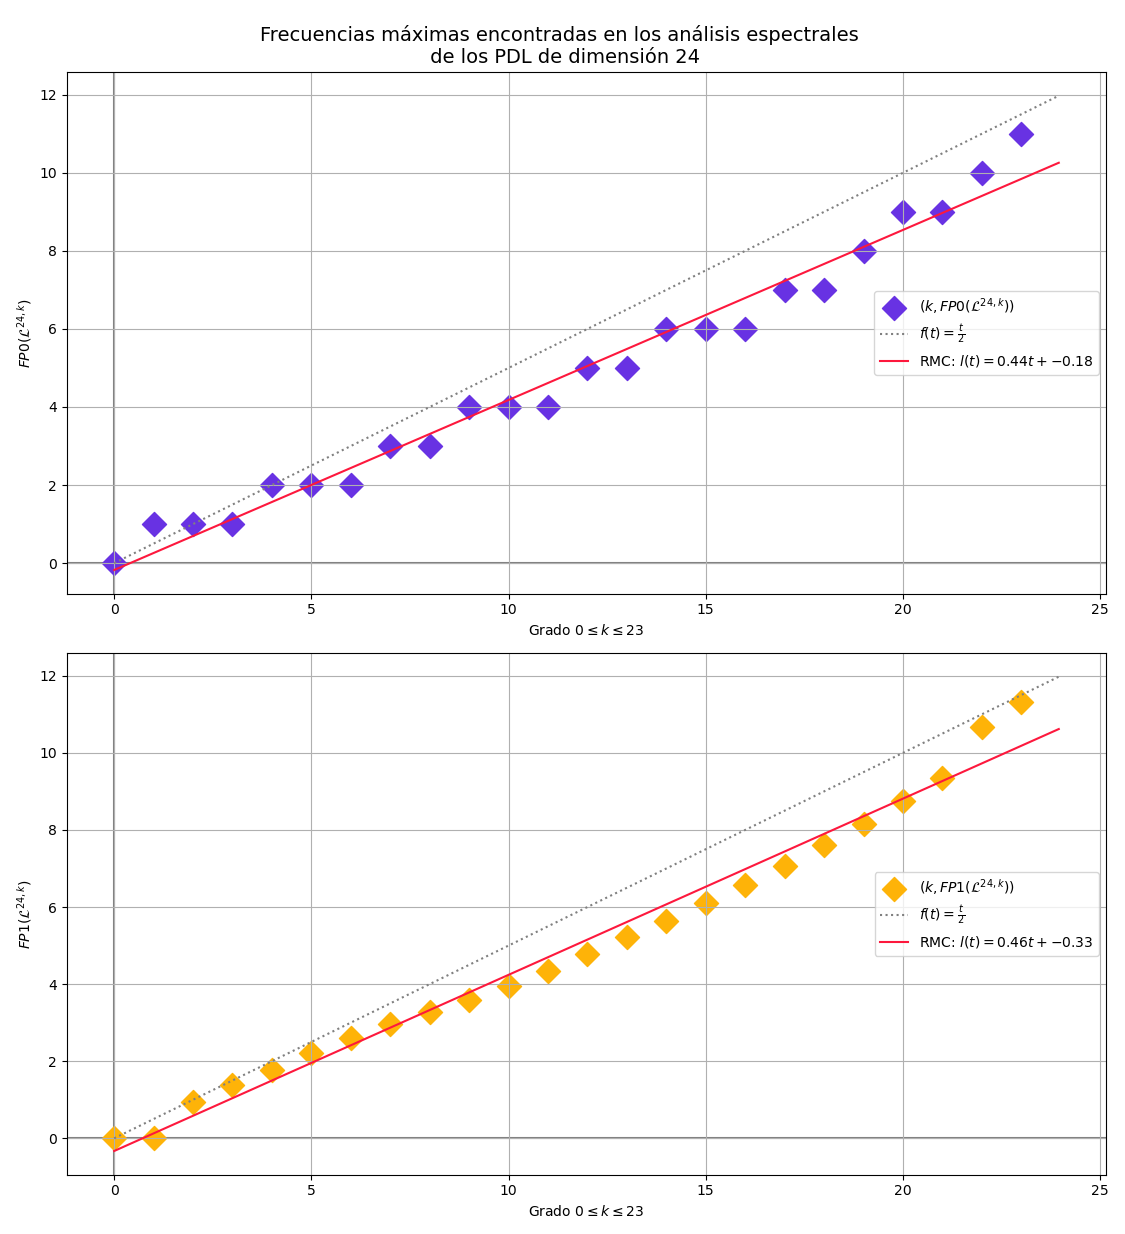 Frecuencias máximas encontradas en los análisis espectrales
de los PDL de dimensión 24
12
10
8
6
4
2
0
FP0(ℒ^{24,k})
(k, FP0(ℒ^{24,k}))
f(t) = t/2
RMC: l(t) = 0.44t + −0.18
0 5 10 15 20 25
Grado 0 ≤ k ≤ 23
12
10
8
6
4
2
0
FP1(ℒ^{24,k})
(k, FP1(ℒ^{24,k}))
f(t) = t/2
RMC: l(t) = 0.46t + −0.33
0 5 10 15 20 25
Grado 0 ≤ k ≤ 23